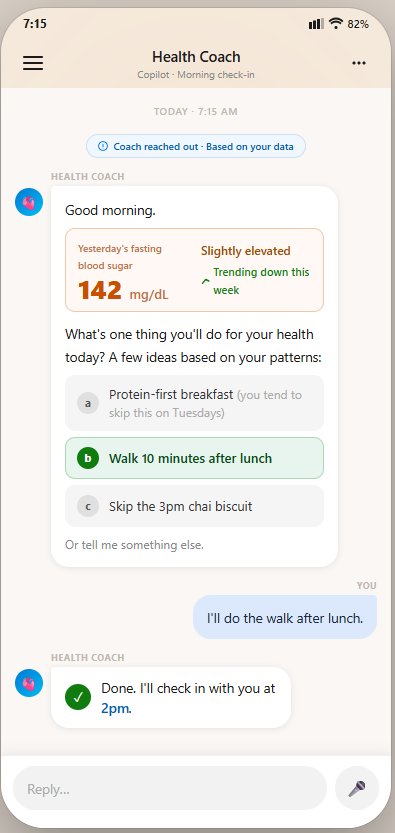 7:15
82%
Health Coach
Copilot · Morning check-in
TODAY · 7:15 AM
Coach reached out · Based on your data
HEALTH COACH
Good morning.
Yesterday's fasting
blood sugar
142 mg/dL
Slightly elevated
Trending down this
week
What's one thing you'll do for your health
today? A few ideas based on your patterns:
a
Protein-first breakfast (you tend to
skip this on Tuesdays)
b
Walk 10 minutes after lunch
c
Skip the 3pm chai biscuit
Or tell me something else.
YOU
I'll do the walk after lunch.
HEALTH COACH
Done. I'll check in with you at
2pm.
Reply...